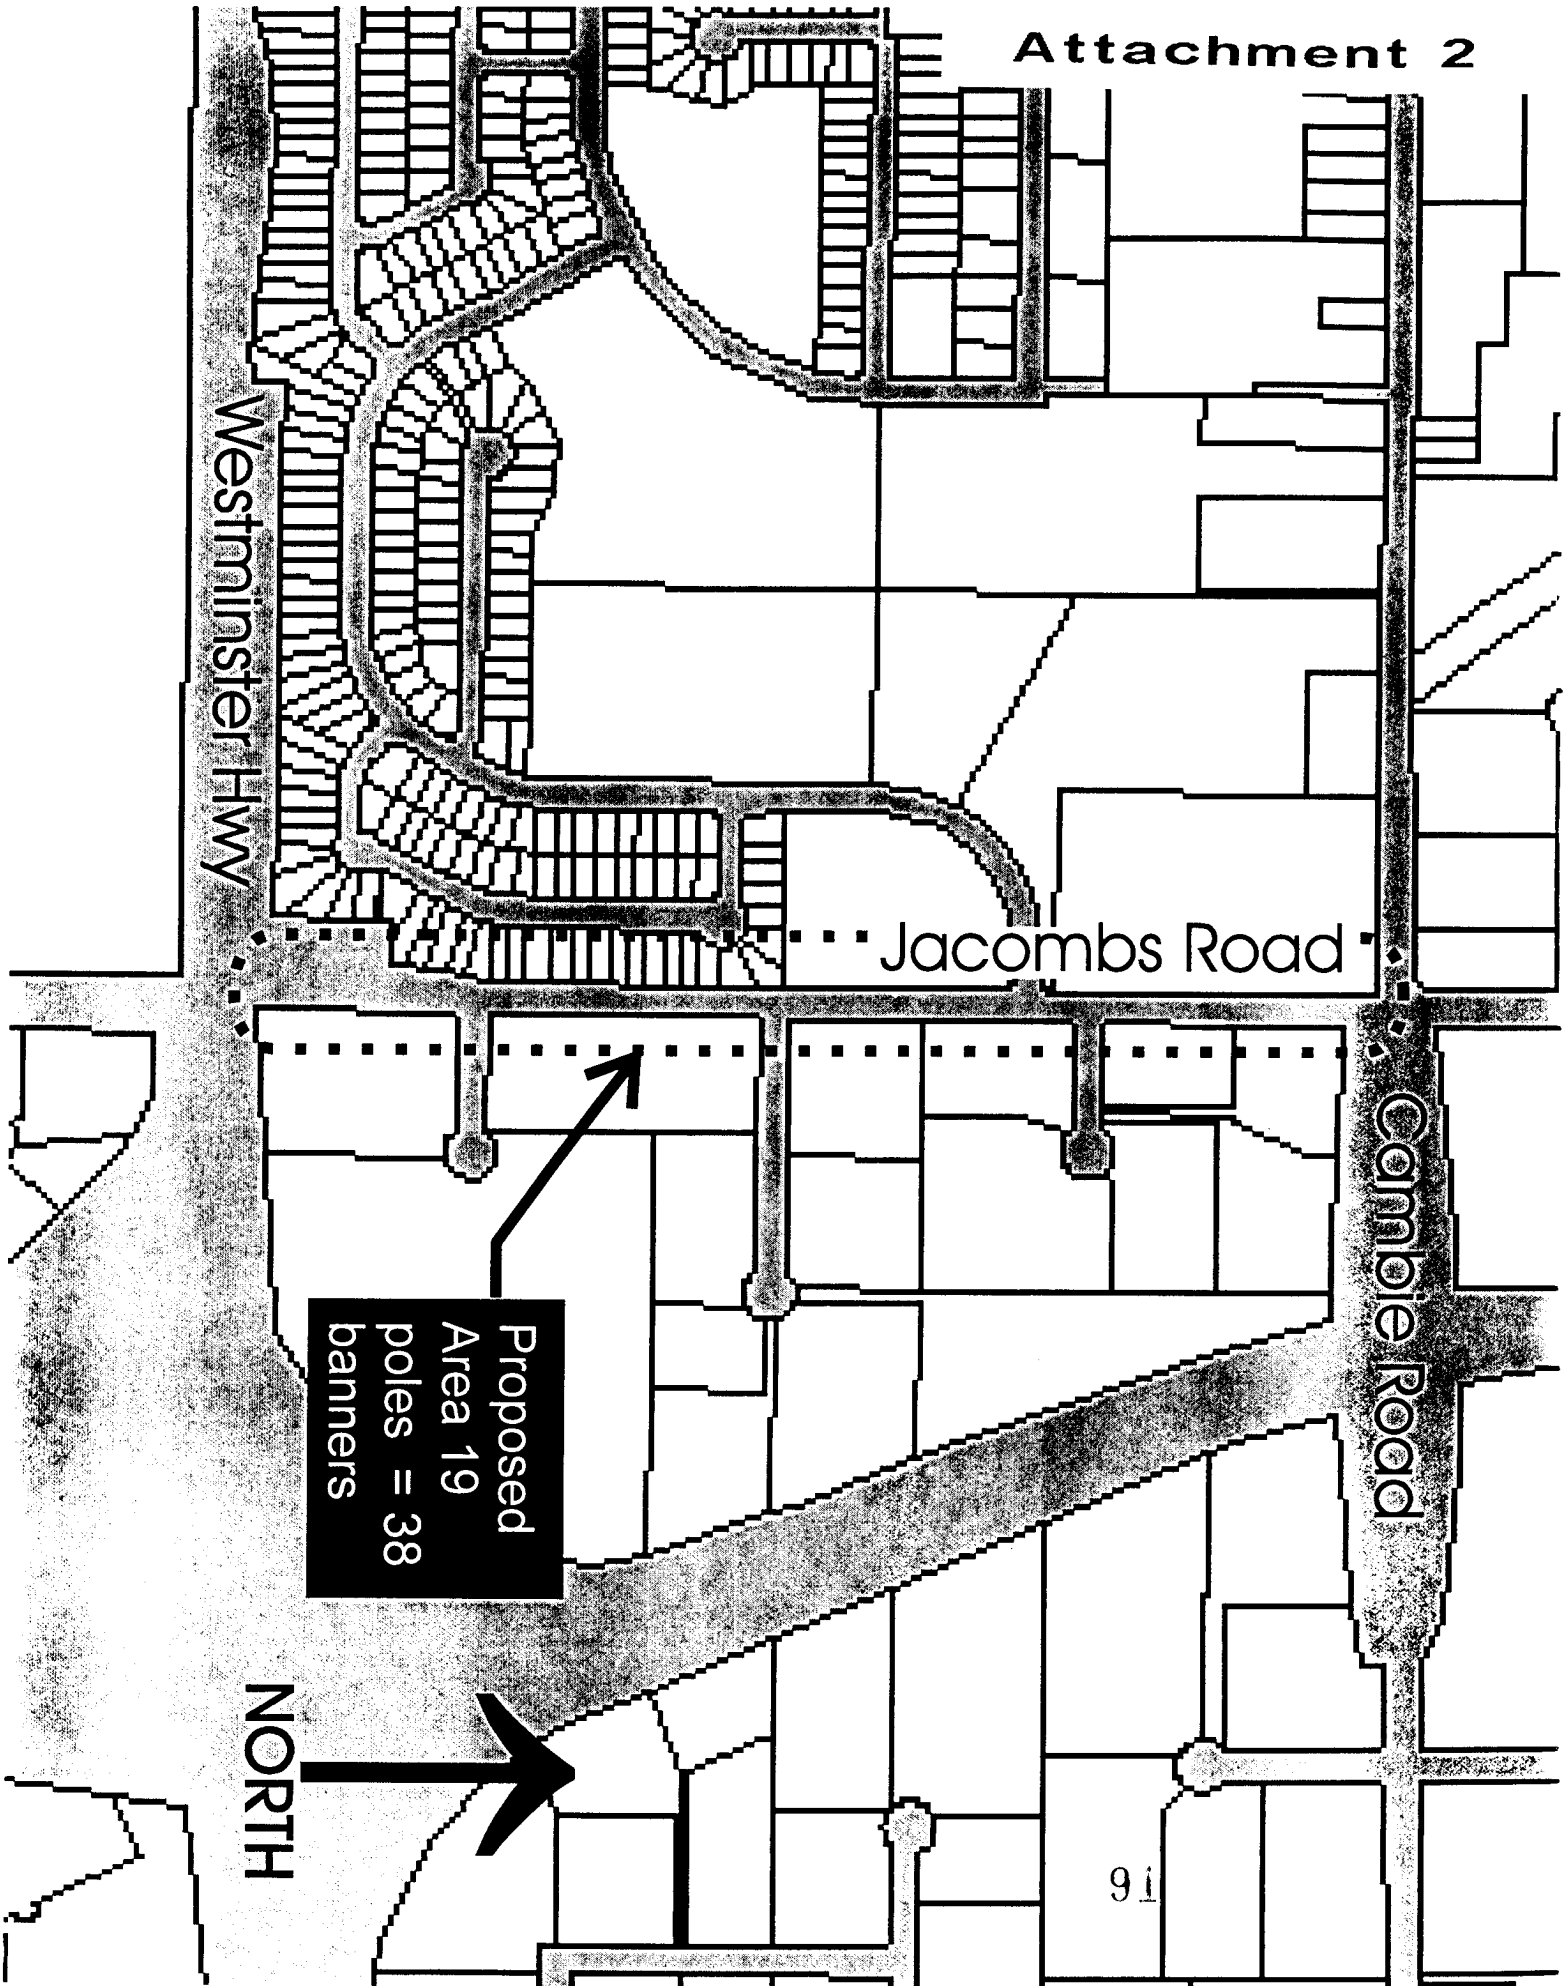 Attachment 2
Westminster Hwy
Jacombs Road
Cambie Road
Proposed
Area 19
poles = 38
banners
NORTH
91